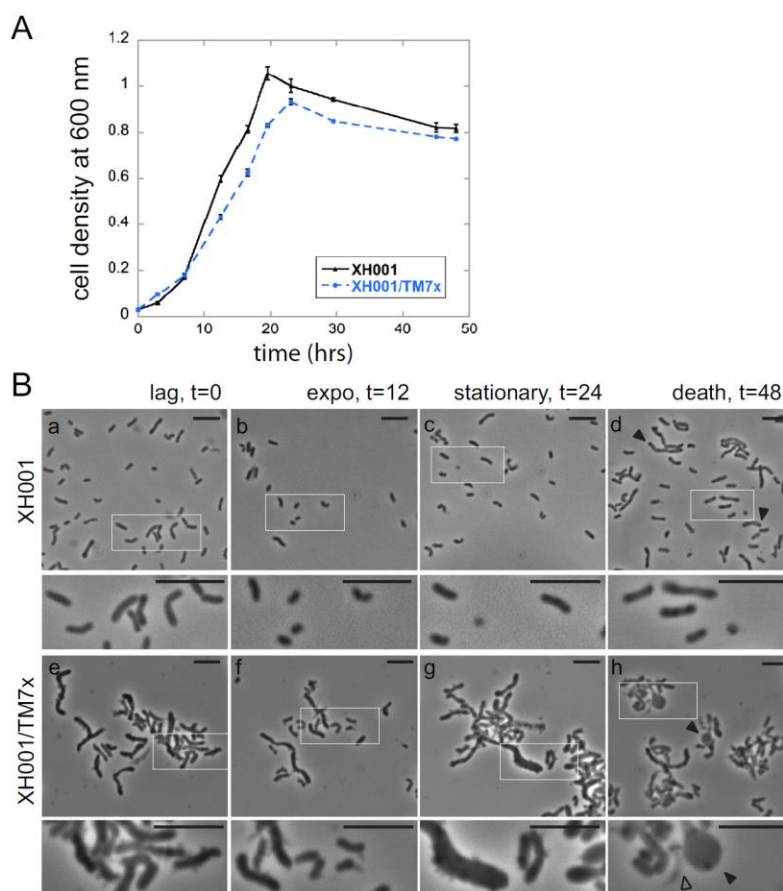 A
cell density at 600 nm
1.2
1
0.8
0.6
0.4
0.2
0
0 10 20 30 40 50
time (hrs)
XH001
XH001/TM7x
B
lag, t=0 expo, t=12 stationary, t=24 death, t=48
XH001
a b c d
XH001/TM7x
e f g h